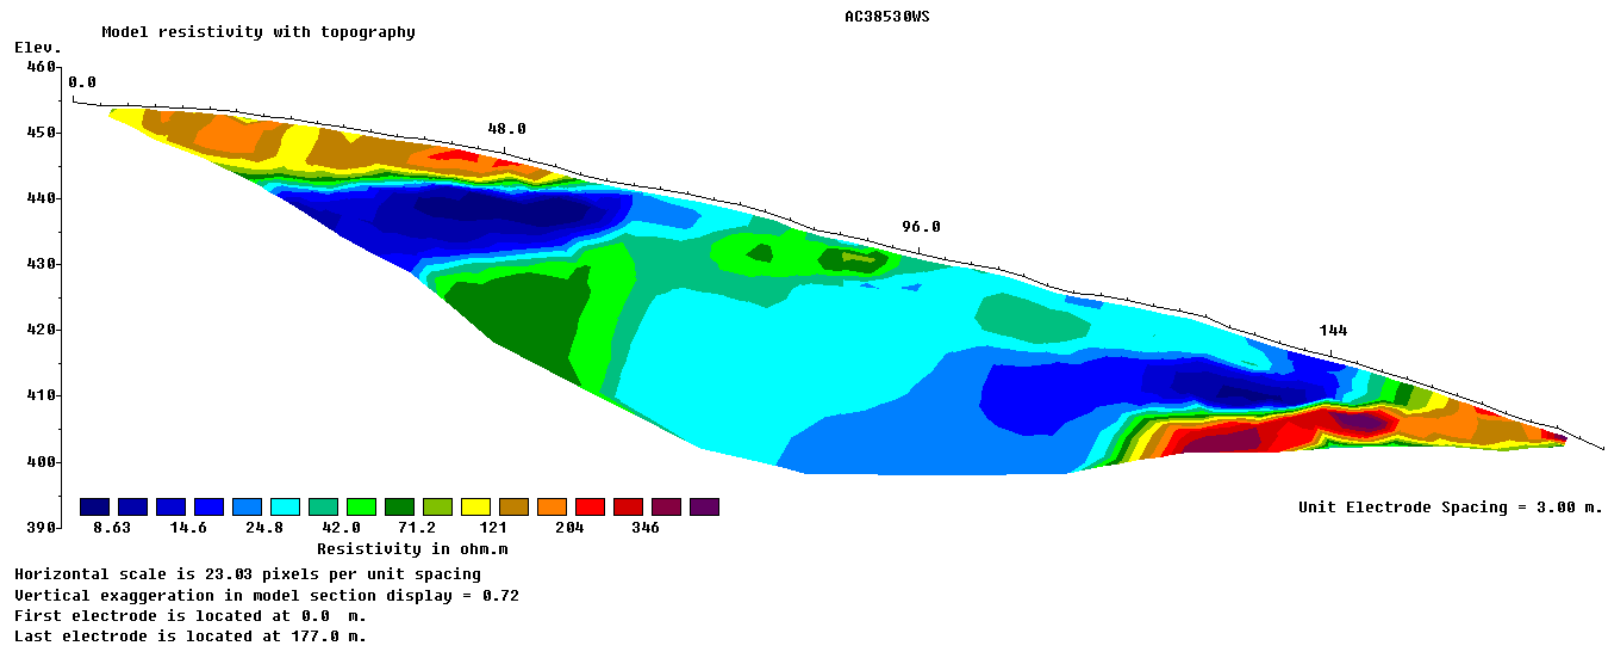 AC38530WS
Model resistivity with topography
Elev.
460
0.0
450
48.0
440
96.0
430
420
144
410
400
390
8.63 14.6 24.8 42.0 71.2 121 204 346
Unit Electrode Spacing = 3.00 m.
Resistivity in ohm.m
Horizontal scale is 23.03 pixels per unit spacing
Vertical exaggeration in model section display = 0.72
First electrode is located at 0.0 m.
Last electrode is located at 177.0 m.